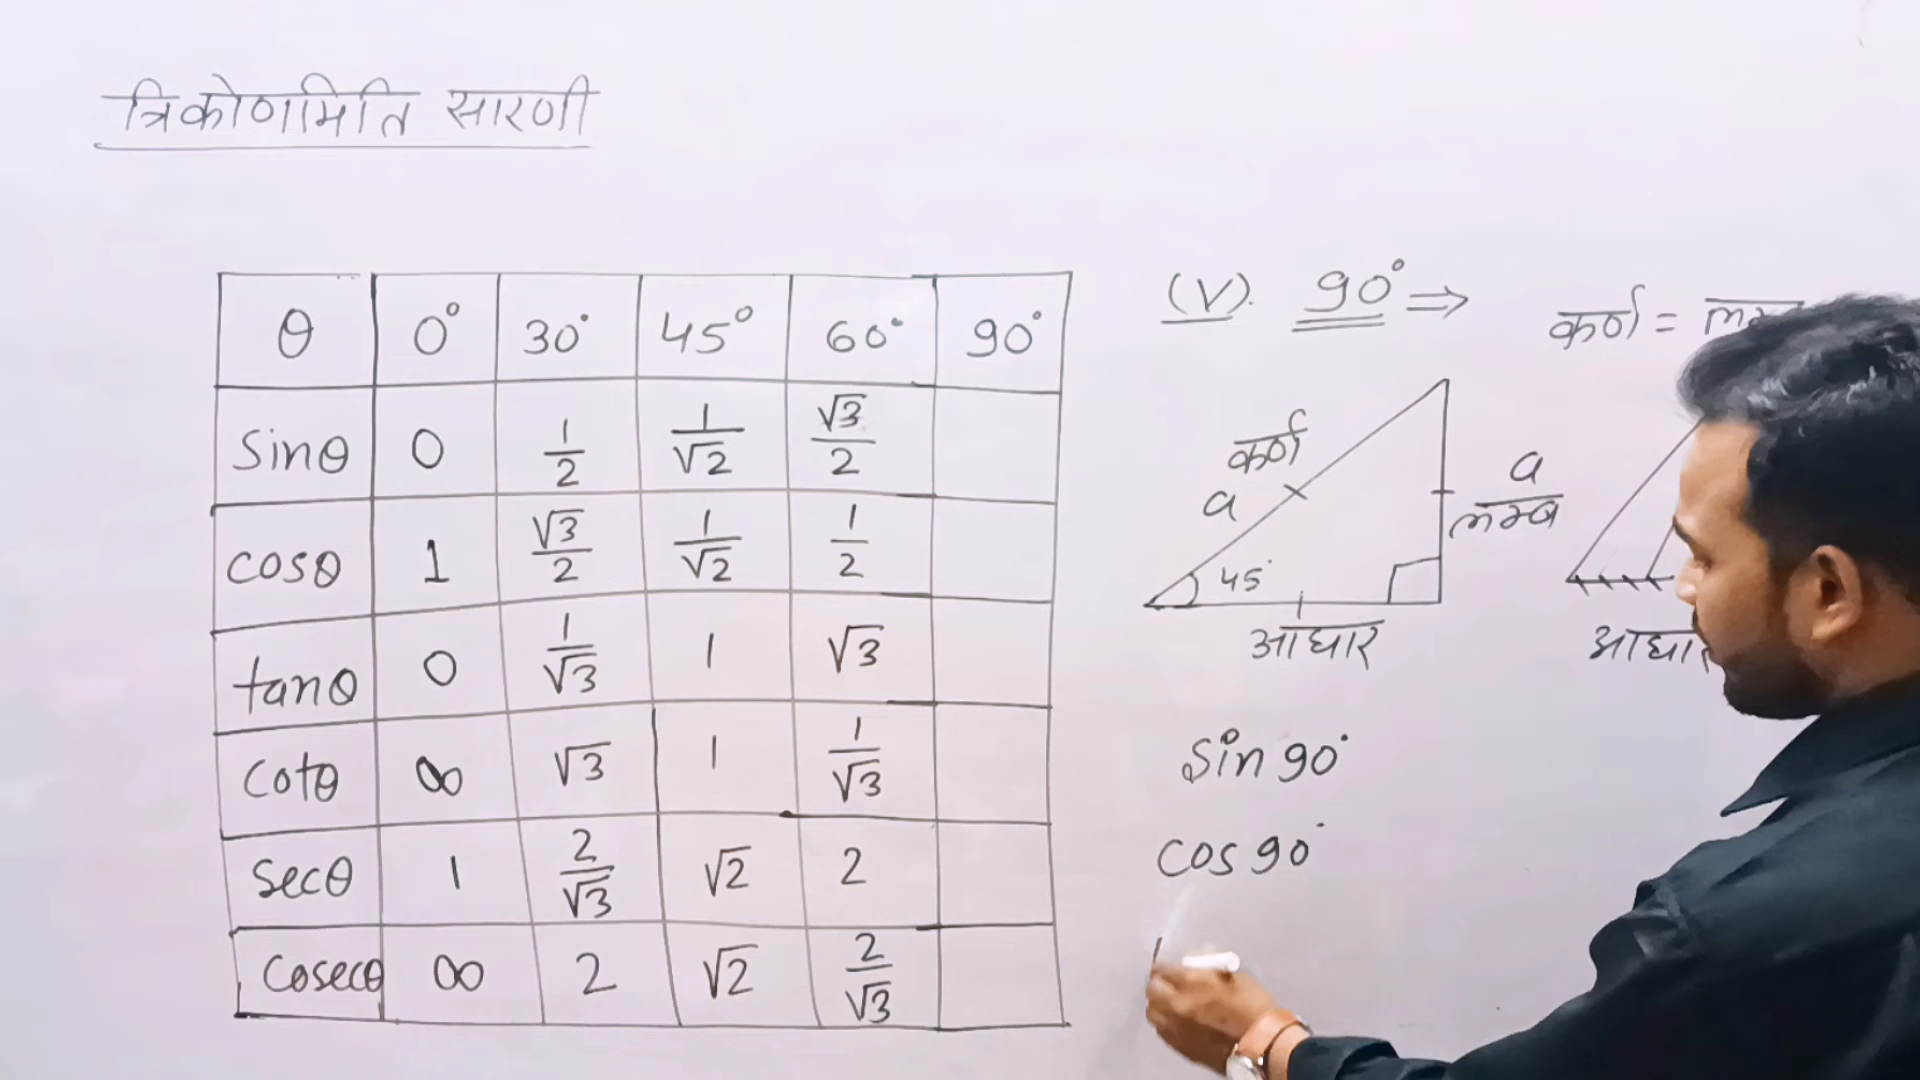 त्रिकोणमिति सारणी
θ 0° 30° 45° 60° 90°
sinθ 0 1/2 1/√2 √3/2
cosθ 1 √3/2 1/√2 1/2
tanθ 0 1/√3 1 √3
cotθ ∞ √3 1 1/√3
secθ 1 2/√3 √2 2
cosecθ ∞ 2 √2 2/√3
(V). 90° ⇒
कर्ण =
कर्ण
a
a
लम्ब
45°
आधार
sin 90°
cos 90°